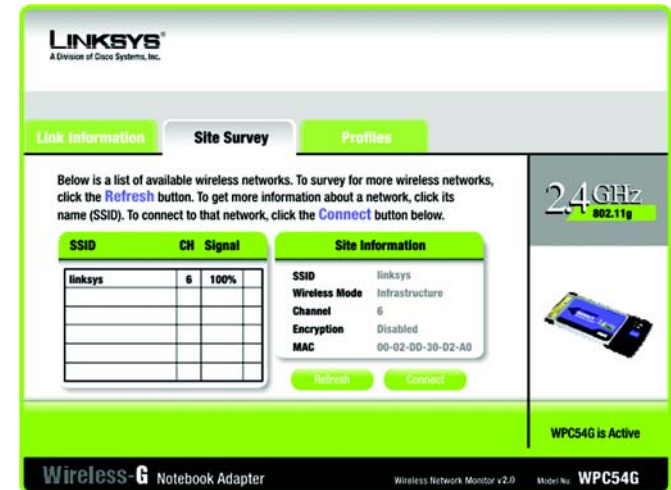 LINKSYS®
A Division of Cisco Systems, Inc.
Link Information
Site Survey
Profiles
Below is a list of available wireless networks. To survey for more wireless networks,
click the Refresh button. To get more information about a network, click its
name (SSID). To connect to that network, click the Connect button below.
2.4 GHz
802.11g
SSID CH Signal
linksys 6 100%
Site Information
SSID linksys
Wireless Mode Infrastructure
Channel 6
Encryption Disabled
MAC 00-02-DD-30-D2-A0
Refresh
Connect
WPC54G is Active
Wireless-G Notebook Adapter
Wireless Network Monitor v2.0
Model No. WPC54G